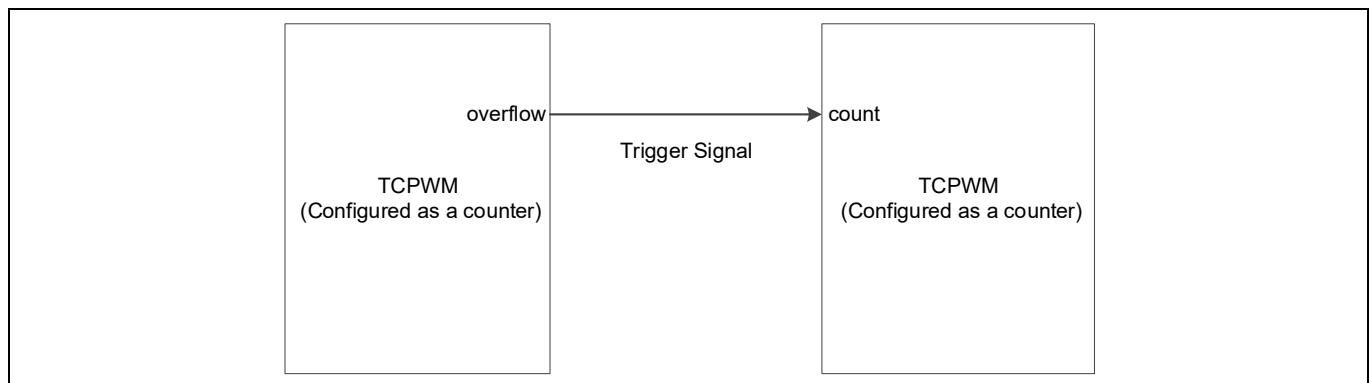 overflow
count
Trigger Signal
TCPWM
(Configured as a counter)
TCPWM
(Configured as a counter)